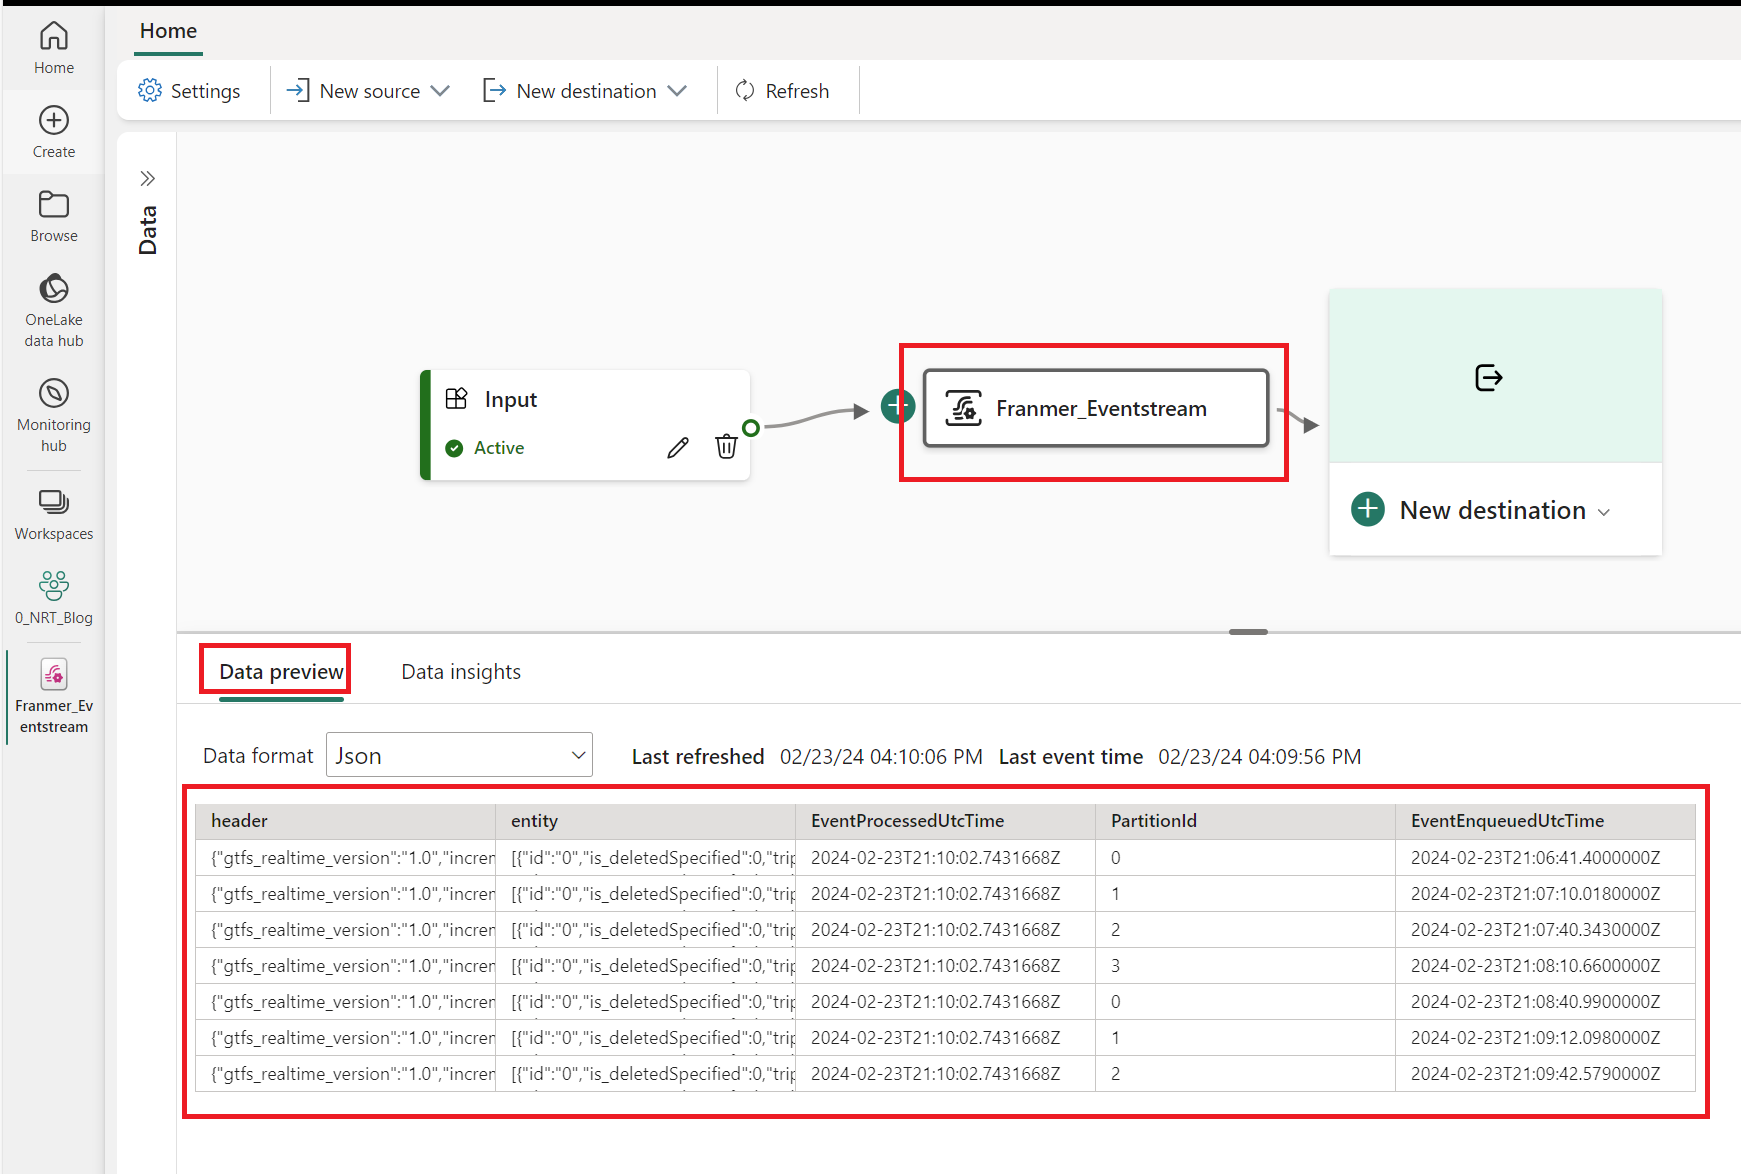 Home
Home
Settings
New source
New destination
Refresh
Create
Browse
OneLake
data hub
Monitoring
hub
Workspaces
0_NRT_Blog
Franmer_Ev
entstream
Data
Input
Active
Franmer_Eventstream
New destination
Data preview
Data insights
Data format
Json
Last refreshed 02/23/24 04:10:06 PM Last event time 02/23/24 04:09:56 PM
header entity EventProcessedUtcTime PartitionId EventEnqueuedUtcTime
{"gtfs_realtime_version":"1.0","increm [{"id":"0","is_deletedSpecified":0,"trip 2024-02-23T21:10:02.7431668Z 0 2024-02-23T21:06:41.4000000Z
{"gtfs_realtime_version":"1.0","increm [{"id":"0","is_deletedSpecified":0,"trip 2024-02-23T21:10:02.7431668Z 1 2024-02-23T21:07:10.0180000Z
{"gtfs_realtime_version":"1.0","increm [{"id":"0","is_deletedSpecified":0,"trip 2024-02-23T21:10:02.7431668Z 2 2024-02-23T21:07:40.3430000Z
{"gtfs_realtime_version":"1.0","increm [{"id":"0","is_deletedSpecified":0,"trip 2024-02-23T21:10:02.7431668Z 3 2024-02-23T21:08:10.6600000Z
{"gtfs_realtime_version":"1.0","increm [{"id":"0","is_deletedSpecified":0,"trip 2024-02-23T21:10:02.7431668Z 0 2024-02-23T21:08:40.9900000Z
{"gtfs_realtime_version":"1.0","increm [{"id":"0","is_deletedSpecified":0,"trip 2024-02-23T21:10:02.7431668Z 1 2024-02-23T21:09:12.0980000Z
{"gtfs_realtime_version":"1.0","increm [{"id":"0","is_deletedSpecified":0,"trip 2024-02-23T21:10:02.7431668Z 2 2024-02-23T21:09:42.5790000Z